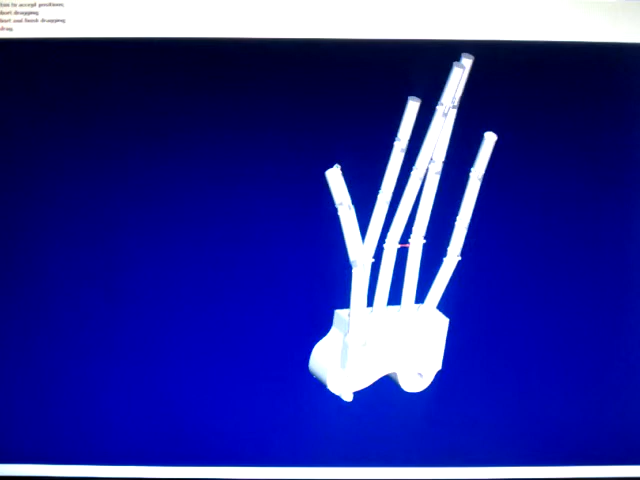 to accept positions.
start dragging
start and finish dragging
drag